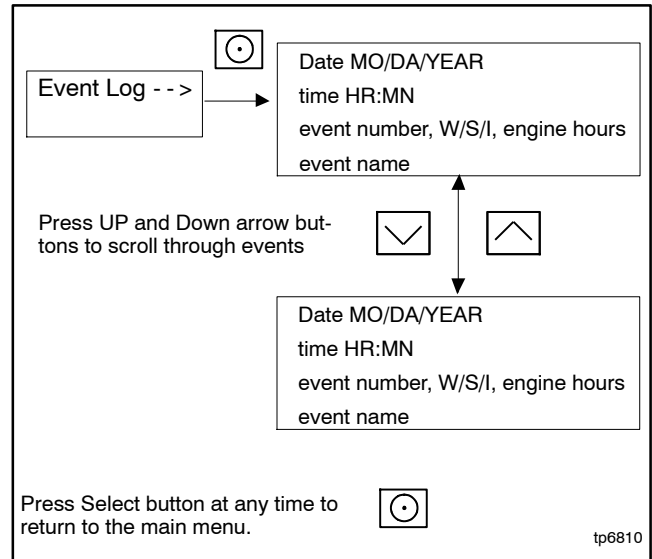 Event Log - - >
Date MO/DA/YEAR
time HR:MN
event number, W/S/I, engine hours
event name
Press UP and Down arrow but-
tons to scroll through events
Date MO/DA/YEAR
time HR:MN
event number, W/S/I, engine hours
event name
Press Select button at any time to
return to the main menu.
tp6810